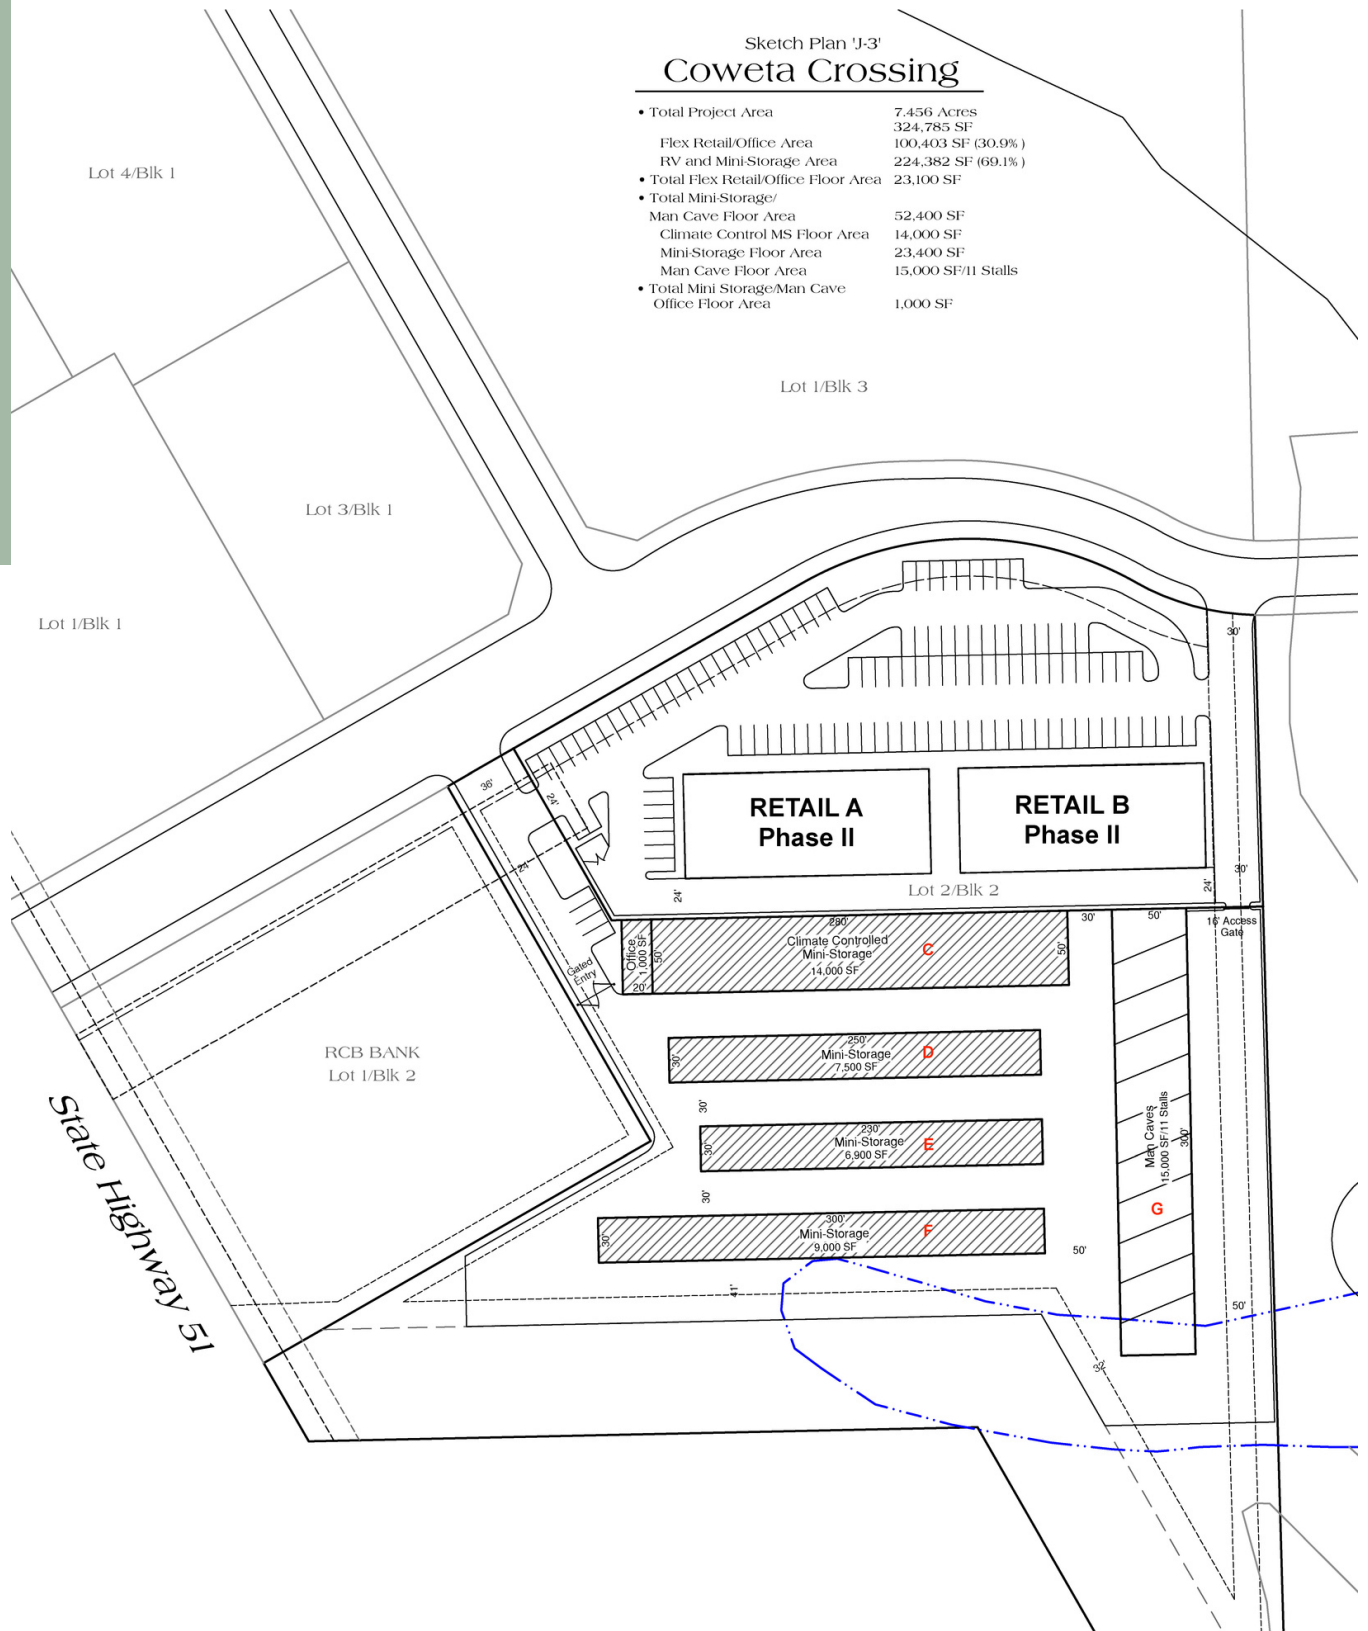 Sketch Plan 'J-3'
Coweta Crossing
• Total Project Area 7.456 Acres
324,785 SF
Flex Retail/Office Area 100,403 SF (30.9%)
RV and Mini-Storage Area 224,382 SF (69.1%)
• Total Flex Retail/Office Floor Area 23,100 SF
• Total Mini-Storage/
Man Cave Floor Area 52,400 SF
Climate Control MS Floor Area 14,000 SF
Mini-Storage Floor Area 23,400 SF
Man Cave Floor Area 15,000 SF/11 Stalls
• Total Mini Storage/Man Cave
Office Floor Area 1,000 SF
Lot 4/Blk 1
Lot 1/Blk 3
Lot 3/Blk 1
Lot 1/Blk 1
30'
36'
24'
24'
RETAIL A
Phase II
RETAIL B
Phase II
30'
24'
24'
Lot 2/Blk 2
280'
30'
50'
16' Access
Gate
Office
1,000 SF
50'
20'
Climate Controlled
Mini-Storage
14,000 SF
C
50'
Gated
Entry
RCB BANK
Lot 1/Blk 2
250'
Mini-Storage
7,500 SF
D
30'
30'
230'
Mini-Storage
6,900 SF
E
30'
30'
300'
Mini-Storage
9,000 SF
F
30'
Man Caves
15,000 SF/11 Stalls
300'
G
50'
41'
50'
32'
State Highway 51